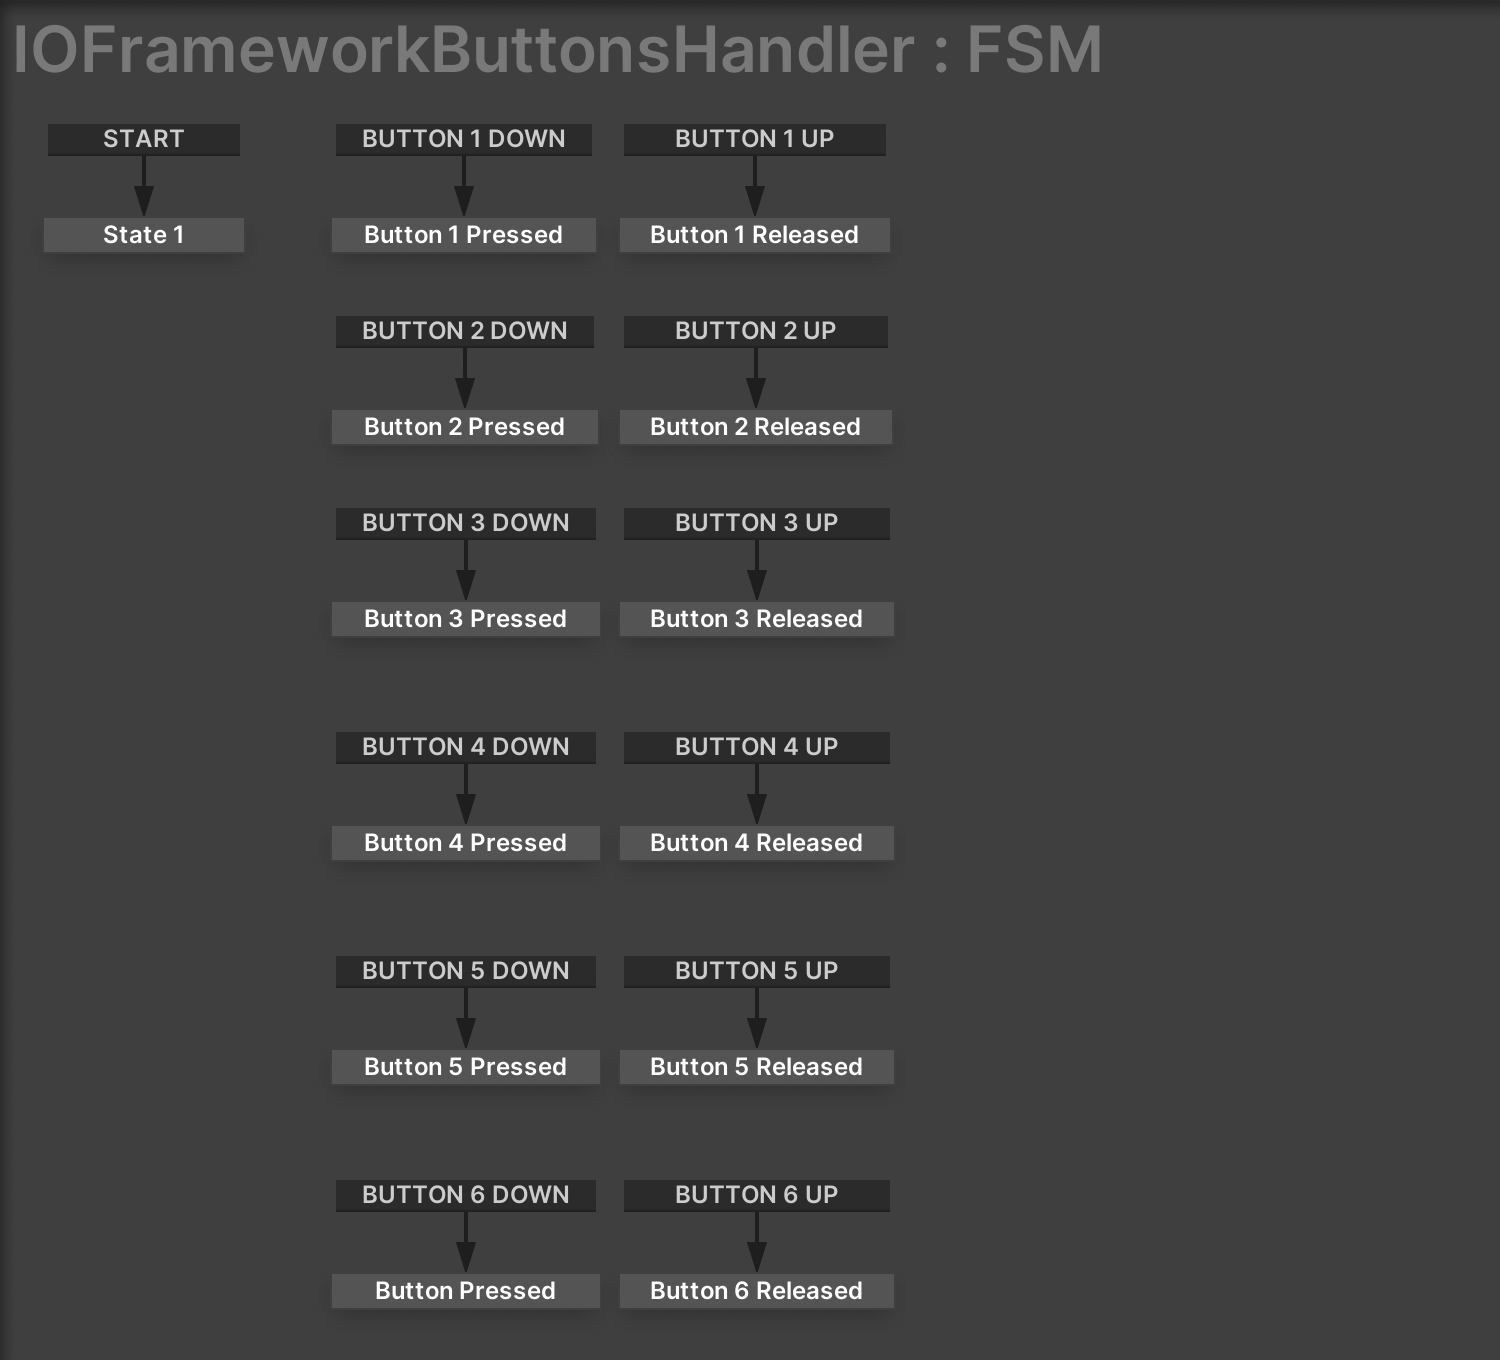 IOFrameworkButtonsHandler : FSM
START
BUTTON 1 DOWN
BUTTON 1 UP
State 1
Button 1 Pressed
Button 1 Released
BUTTON 2 DOWN
BUTTON 2 UP
Button 2 Pressed
Button 2 Released
BUTTON 3 DOWN
BUTTON 3 UP
Button 3 Pressed
Button 3 Released
BUTTON 4 DOWN
BUTTON 4 UP
Button 4 Pressed
Button 4 Released
BUTTON 5 DOWN
BUTTON 5 UP
Button 5 Pressed
Button 5 Released
BUTTON 6 DOWN
BUTTON 6 UP
Button Pressed
Button 6 Released